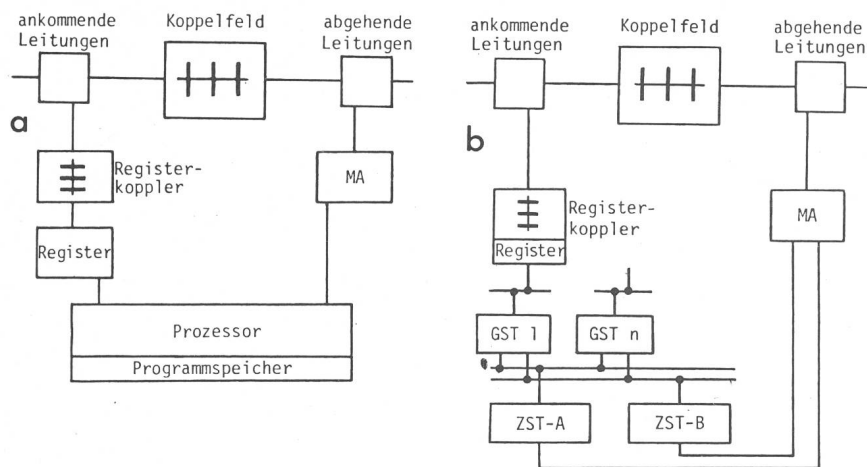 ankommende
Leitungen
Koppelfeld
abgehende
Leitungen
a
Register-
koppler
MA
Register
Prozessor
Programmspeicher
ankommende
Leitungen
Koppelfeld
abgehende
Leitungen
b
Register-
koppler
Register
MA
GST 1
GST n
ZST-A
ZST-B